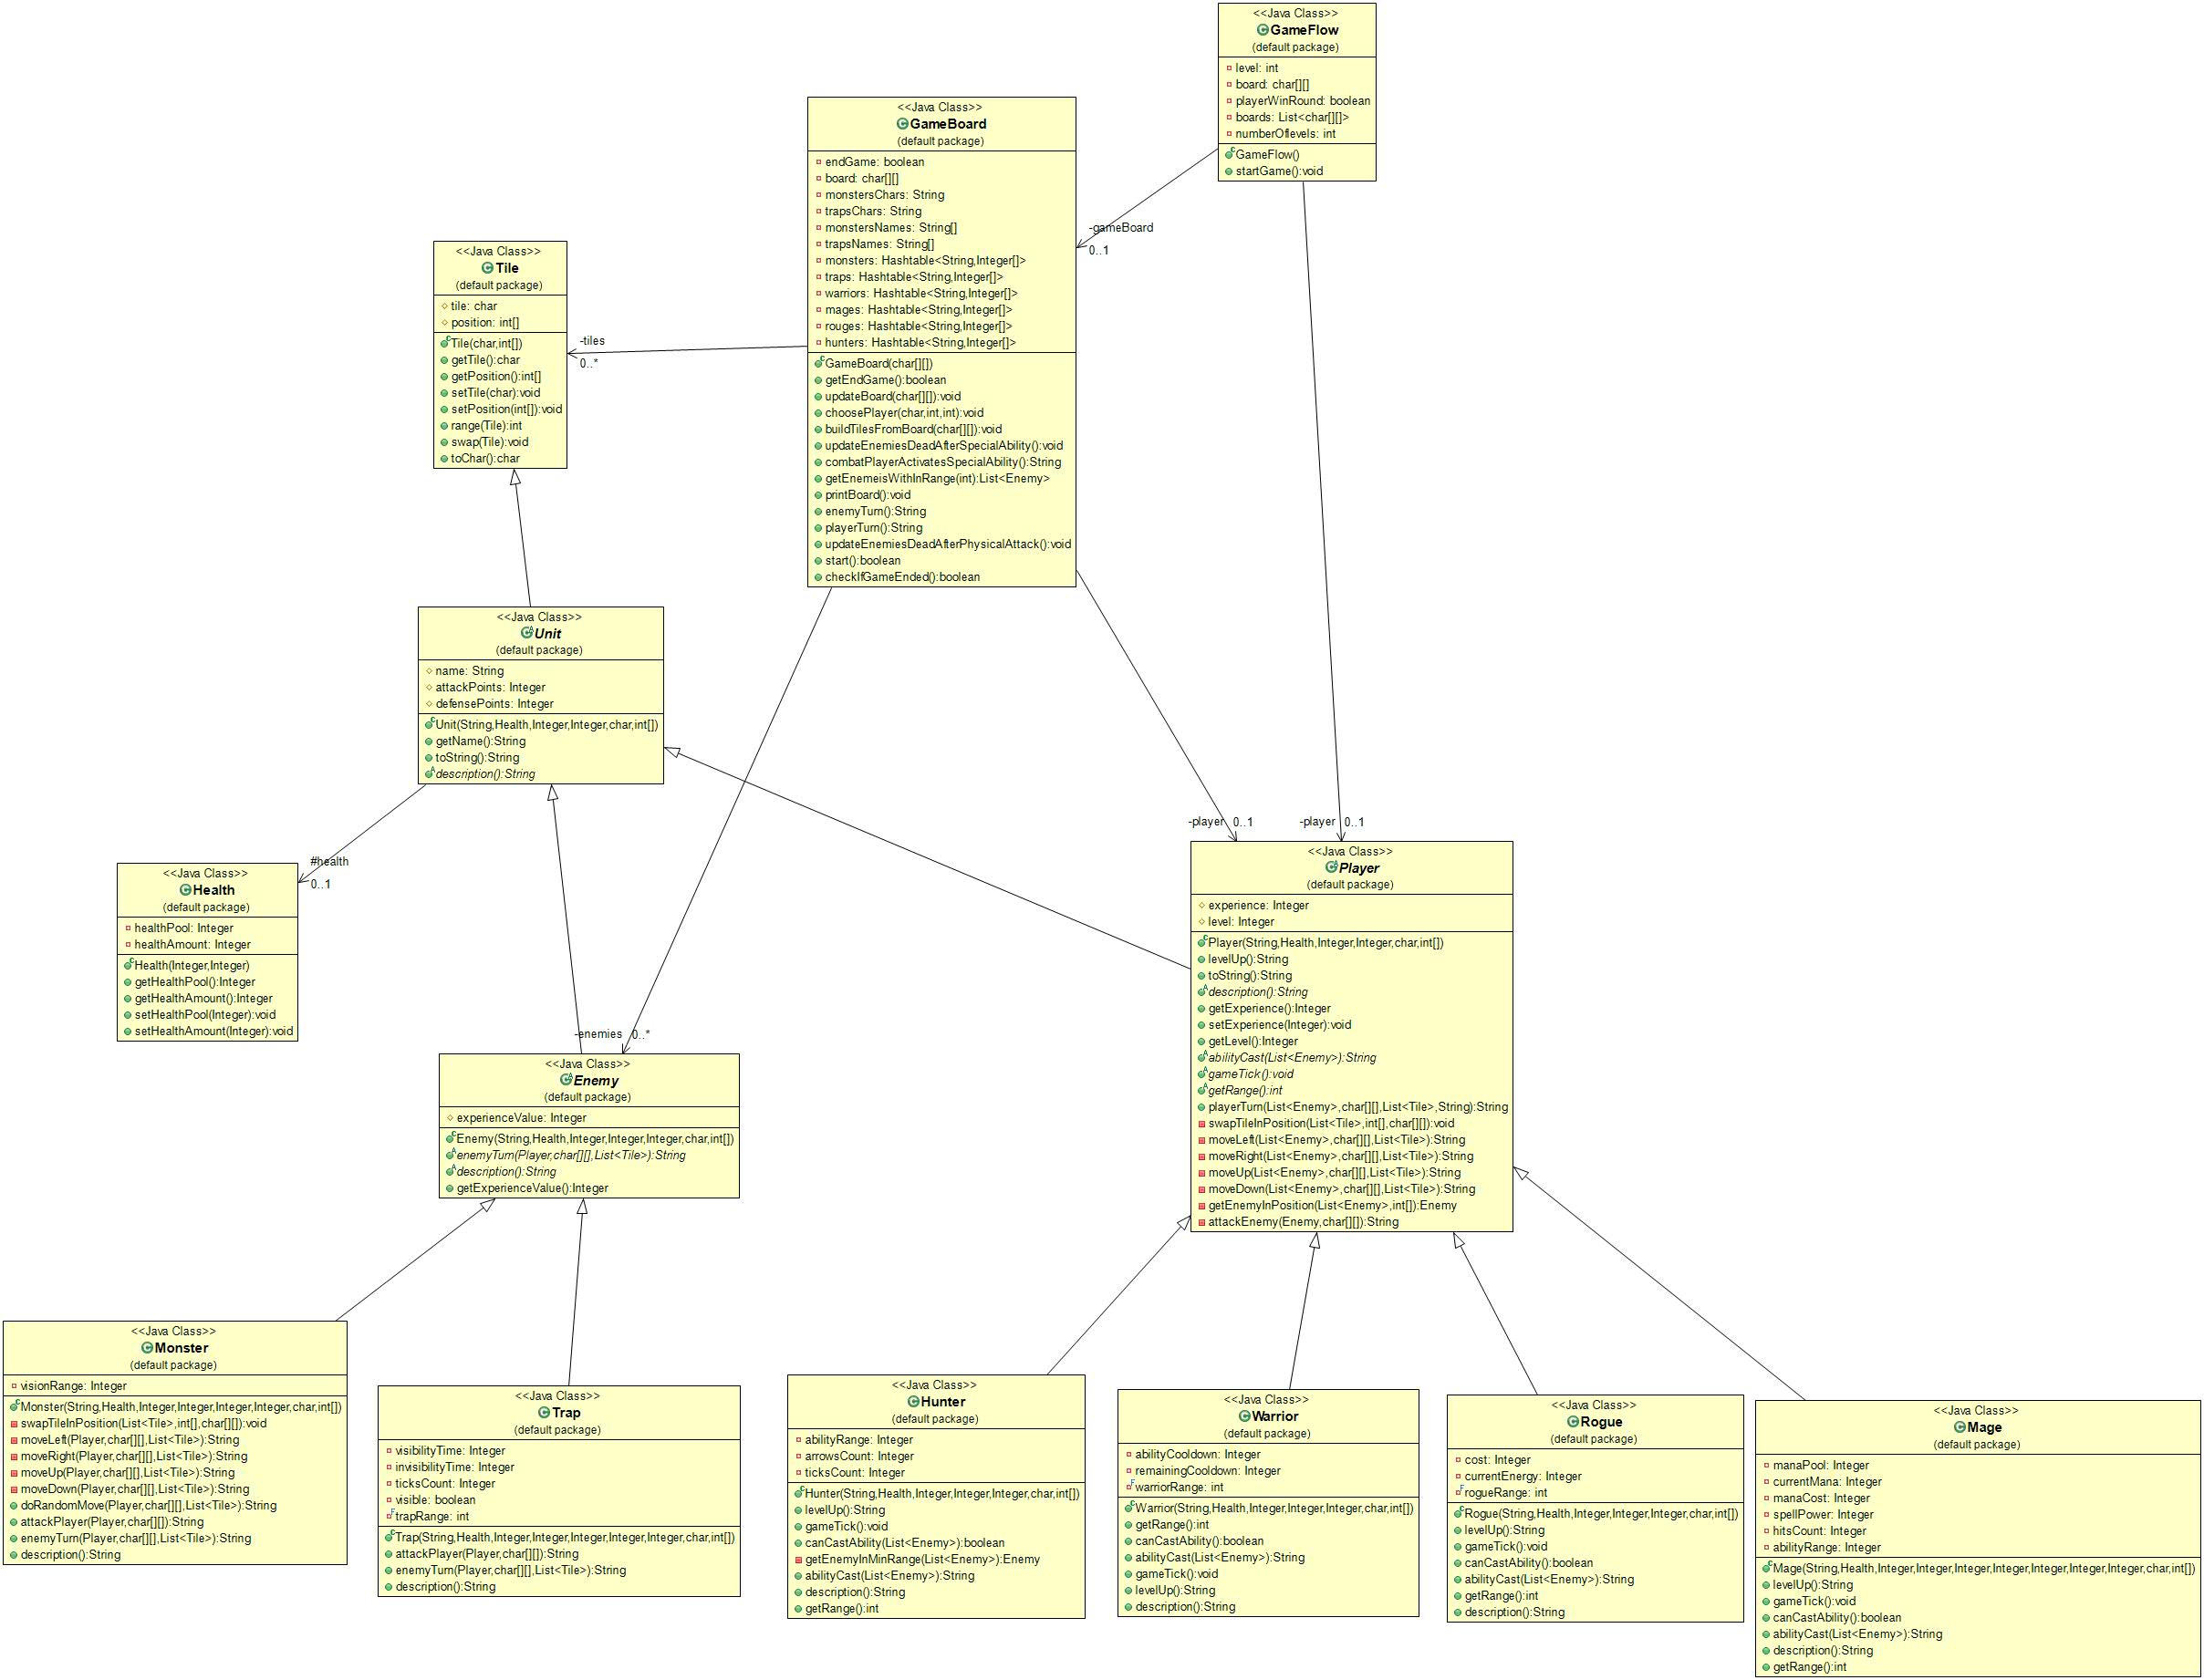 <<Java Class>>
GameFlow
(default package)
level: int
board: char[][]
playerWinRound: boolean
boards: List<char[][]>
numberOflevels: int
GameFlow()
startGame():void
<<Java Class>>
GameBoard
(default package)
endGame: boolean
board: char[][]
monstersChars: String
trapsChars: String
monstersNames: String[]
trapsNames: String[]
monsters: Hashtable<String,Integer[]>
traps: Hashtable<String,Integer[]>
warriors: Hashtable<String,Integer[]>
mages: Hashtable<String,Integer[]>
rouges: Hashtable<String,Integer[]>
hunters: Hashtable<String,Integer[]>
GameBoard(char[][])
getEndGame():boolean
updateBoard(char[][]):void
choosePlayer(char,int,int):void
buildTilesFromBoard(char[][]):void
updateEnemiesDeadAfterSpecialAbility():void
combatPlayerActivatesSpecialAbility():String
getEnemeisWithInRange(int):List<Enemy>
printBoard():void
enemyTurn():String
playerTurn():String
updateEnemiesDeadAfterPhysicalAttack():void
start():boolean
checkIfGameEnded():boolean
-gameBoard
0..1
<<Java Class>>
Tile
(default package)
tile: char
position: int[]
Tile(char,int[])
getTile():char
getPosition():int[]
setTile(char):void
setPosition(int[]):void
range(Tile):int
swap(Tile):void
toChar():char
-tiles
0..*
<<Java Class>>
Unit
(default package)
name: String
attackPoints: Integer
defensePoints: Integer
Unit(String,Health,Integer,Integer,char,int[])
getName():String
toString():String
description():String
-player 0..1
-player 0..1
#health
0..1
<<Java Class>>
Health
(default package)
healthPool: Integer
healthAmount: Integer
Health(Integer,Integer)
getHealthPool():Integer
getHealthAmount():Integer
setHealthPool(Integer):void
setHealthAmount(Integer):void
<<Java Class>>
Player
(default package)
experience: Integer
level: Integer
Player(String,Health,Integer,Integer,char,int[])
levelUp():String
toString():String
description():String
getExperience():Integer
setExperience(Integer):void
getLevel():Integer
abilityCast(List<Enemy>):String
gameTick():void
getRange():int
playerTurn(List<Enemy>,char[][],List<Tile>,String):String
swapTileInPosition(List<Tile>,int[],char[][]):void
moveLeft(List<Enemy>,char[][],List<Tile>):String
moveRight(List<Enemy>,char[][],List<Tile>):String
moveUp(List<Enemy>,char[][],List<Tile>):String
moveDown(List<Enemy>,char[][],List<Tile>):String
getEnemyInPosition(List<Enemy>,int[]):Enemy
attackEnemy(Enemy,char[][]):String
-enemies 0..*
<<Java Class>>
Enemy
(default package)
experienceValue: Integer
Enemy(String,Health,Integer,Integer,Integer,char,int[])
enemyTurn(Player,char[][],List<Tile>):String
description():String
getExperienceValue():Integer
<<Java Class>>
Monster
(default package)
visionRange: Integer
Monster(String,Health,Integer,Integer,Integer,Integer,char,int[])
swapTileInPosition(List<Tile>,int[],char[][]):void
moveLeft(Player,char[][],List<Tile>):String
moveRight(Player,char[][],List<Tile>):String
moveUp(Player,char[][],List<Tile>):String
moveDown(Player,char[][],List<Tile>):String
doRandomMove(Player,char[][],List<Tile>):String
attackPlayer(Player,char[][]):String
enemyTurn(Player,char[][],List<Tile>):String
description():String
<<Java Class>>
Trap
(default package)
visibilityTime: Integer
invisibilityTime: Integer
ticksCount: Integer
visible: boolean
trapRange: int
Trap(String,Health,Integer,Integer,Integer,Integer,Integer,char,int[])
attackPlayer(Player,char[][]):String
enemyTurn(Player,char[][],List<Tile>):String
description():String
<<Java Class>>
Hunter
(default package)
abilityRange: Integer
arrowsCount: Integer
ticksCount: Integer
Hunter(String,Health,Integer,Integer,Integer,char,int[])
levelUp():String
gameTick():void
canCastAbility(List<Enemy>):boolean
getEnemyInMinRange(List<Enemy>):Enemy
abilityCast(List<Enemy>):String
description():String
getRange():int
<<Java Class>>
Warrior
(default package)
abilityCooldown: Integer
remainingCooldown: Integer
warriorRange: int
Warrior(String,Health,Integer,Integer,Integer,char,int[])
getRange():int
canCastAbility():boolean
abilityCast(List<Enemy>):String
gameTick():void
levelUp():String
description():String
<<Java Class>>
Rogue
(default package)
cost: Integer
currentEnergy: Integer
rogueRange: int
Rogue(String,Health,Integer,Integer,Integer,char,int[])
levelUp():String
gameTick():void
canCastAbility():boolean
abilityCast(List<Enemy>):String
getRange():int
description():String
<<Java Class>>
Mage
(default package)
manaPool: Integer
currentMana: Integer
manaCost: Integer
spellPower: Integer
hitsCount: Integer
abilityRange: Integer
Mage(String,Health,Integer,Integer,Integer,Integer,Integer,Integer,Integer,char,int[])
levelUp():String
gameTick():void
canCastAbility():boolean
abilityCast(List<Enemy>):String
description():String
getRange():int